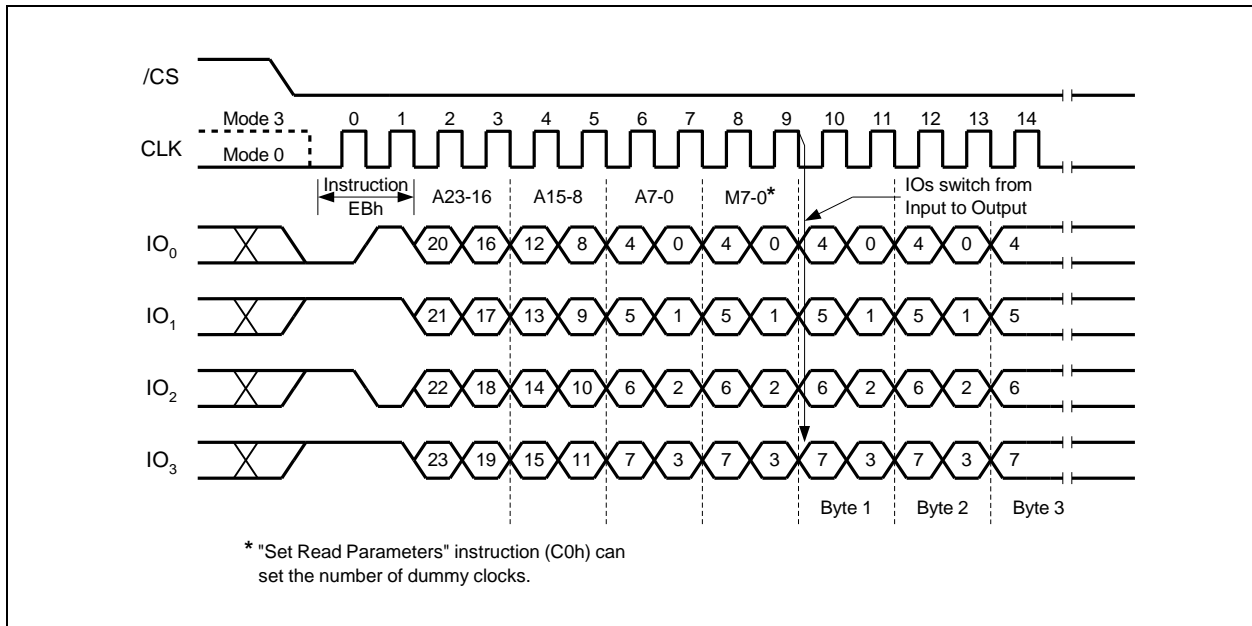 /CS
Mode 3 0 1 2 3 4 5 6 7 8 9 10 11 12 13 14
CLK
Mode 0
Instruction EBh A23-16 A15-8 A7-0 M7-0* IOs switch from Input to Output
IO0 20 16 12 8 4 0 4 0 4 0 4 0 4
IO1 21 17 13 9 5 1 5 1 5 1 5 1 5
IO2 22 18 14 10 6 2 6 2 6 2 6 2 6
IO3 23 19 15 11 7 3 7 3 7 3 7 3 7
Byte 1 Byte 2 Byte 3
* "Set Read Parameters" instruction (C0h) can
set the number of dummy clocks.